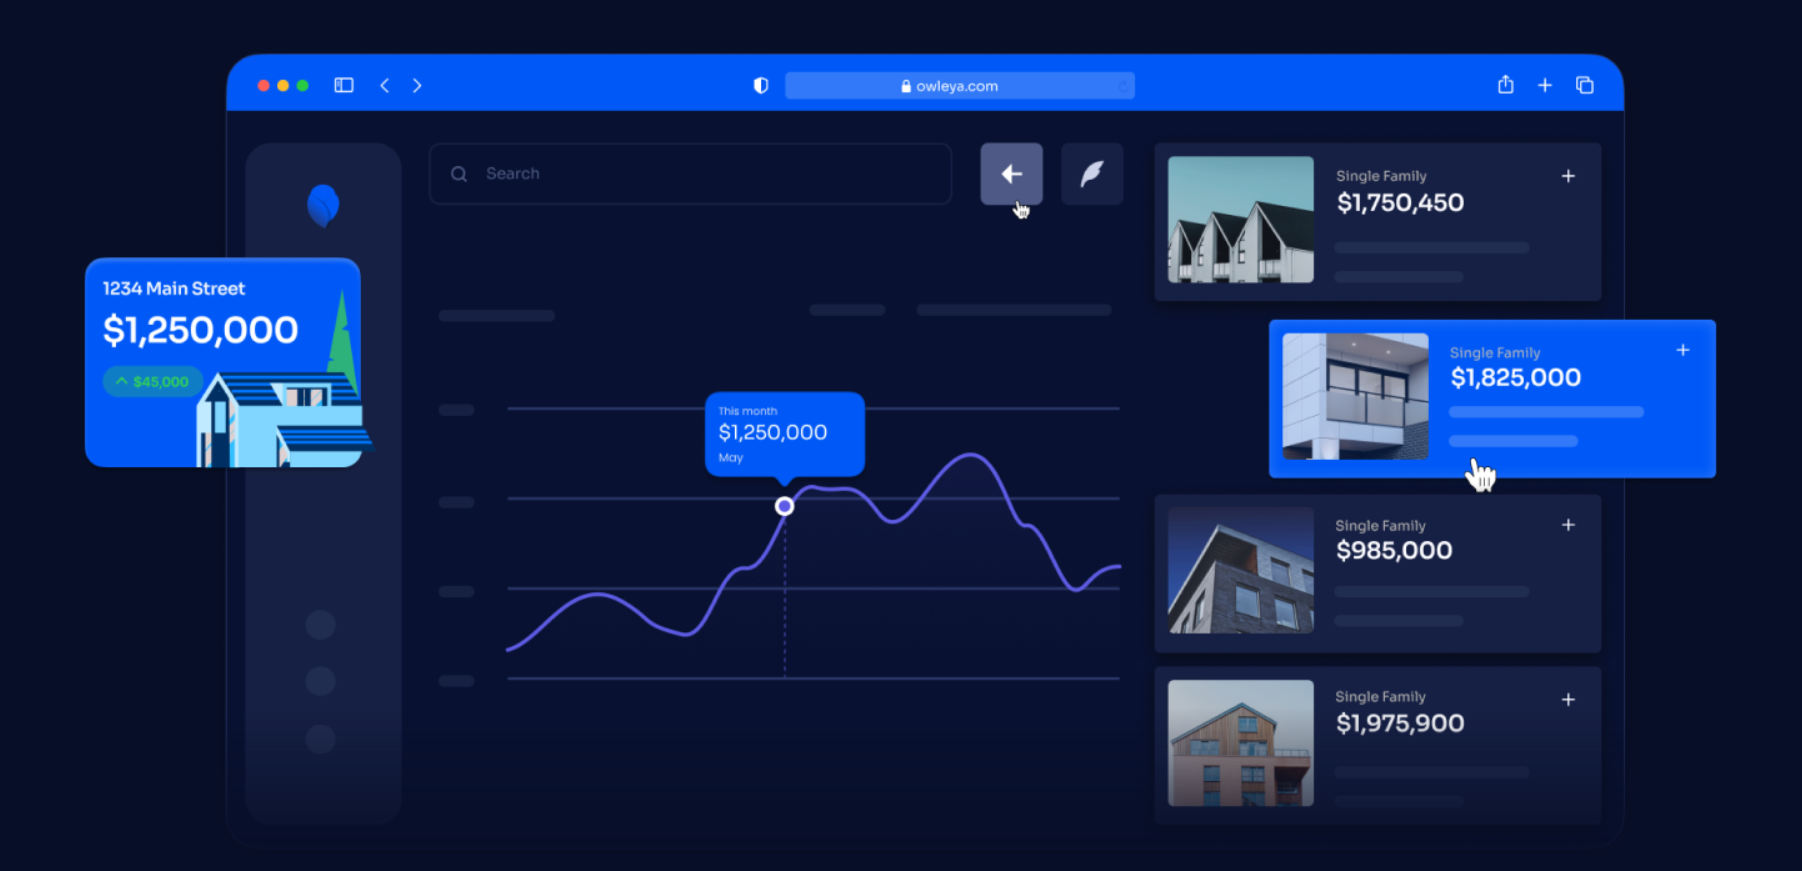 owleya.com
Search
1234 Main Street
$1,250,000
$45,000
This month
$1,250,000
May
Single Family
$1,750,450
Single Family
$1,825,000
Single Family
$985,000
Single Family
$1,975,900